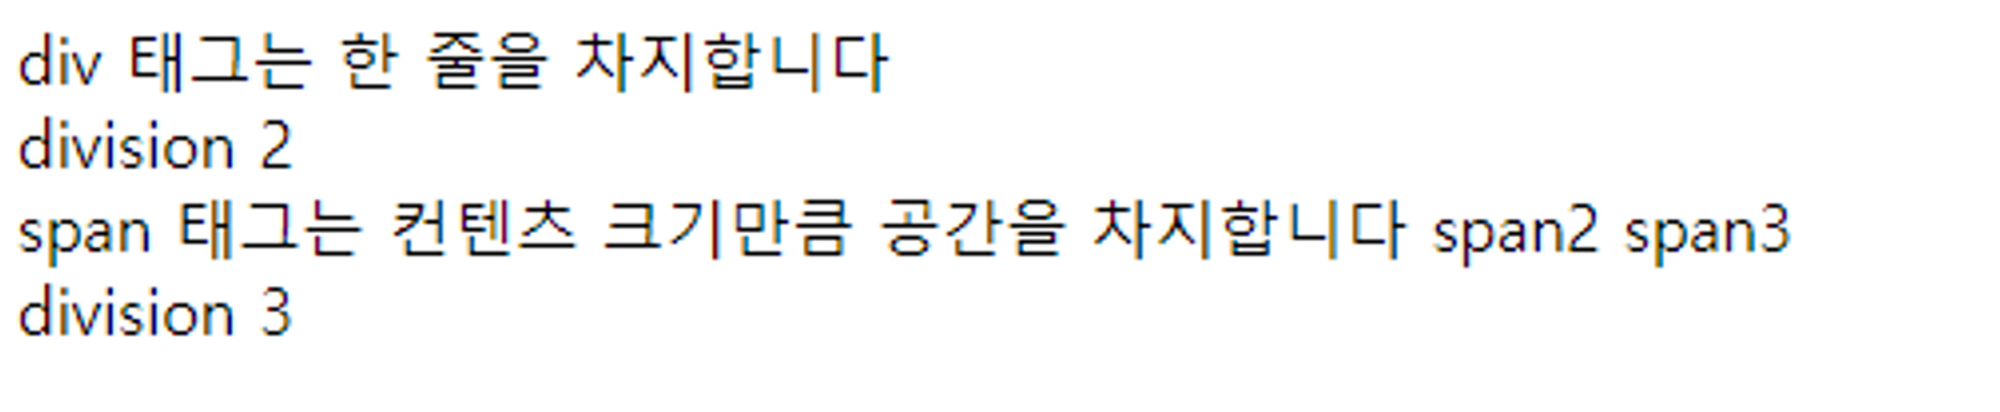 div 태그는 한 줄을 차지합니다
division 2
span 태그는 컨텐츠 크기만큼 공간을 차지합니다 span2 span3
division 3